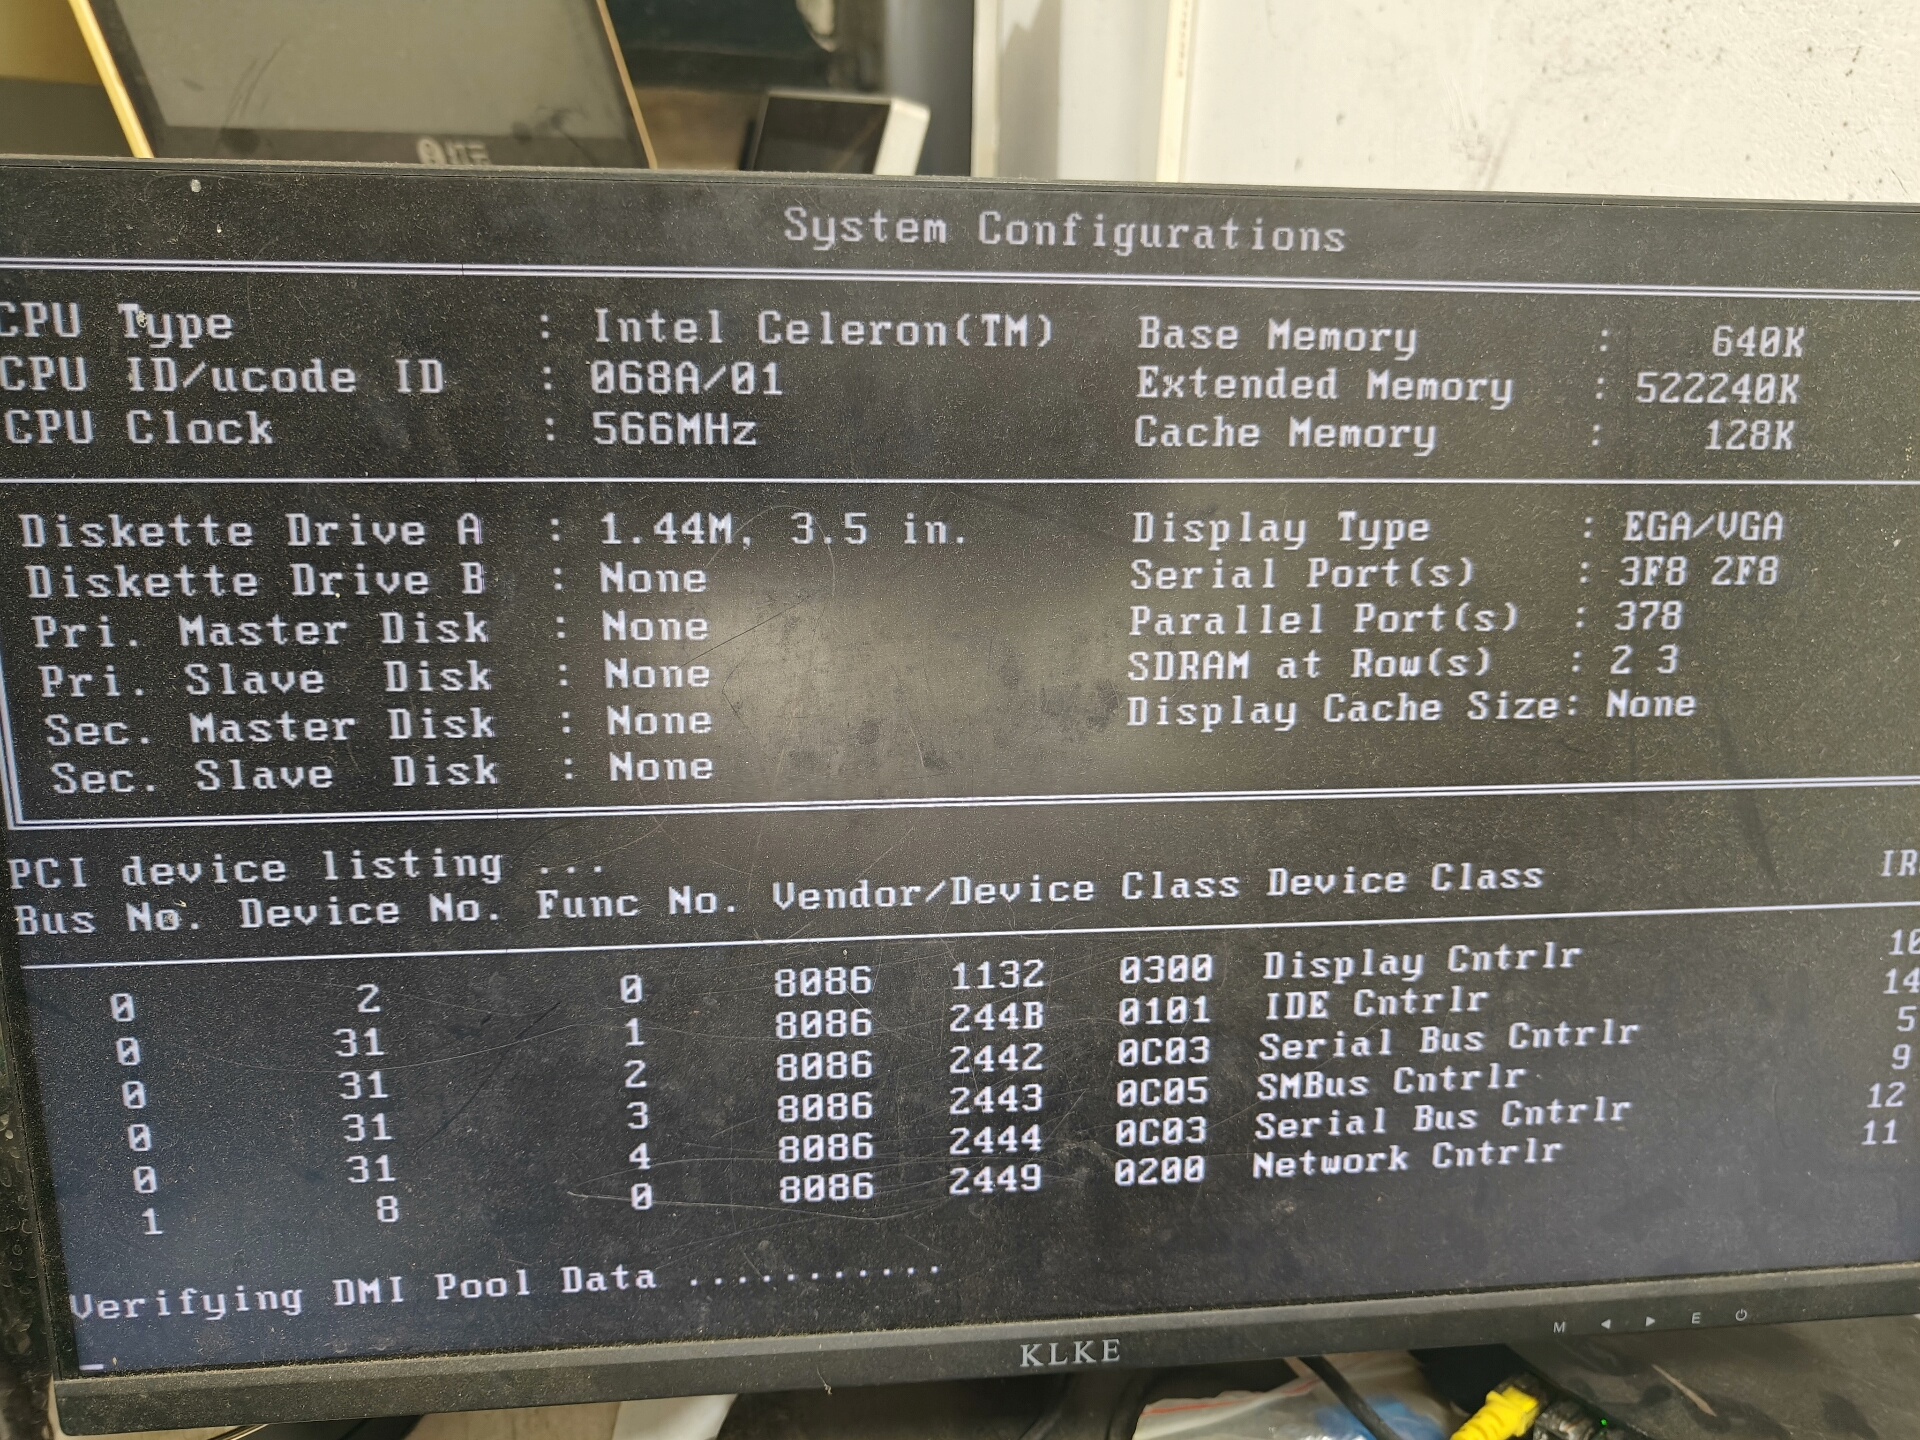 System Configurations
CPU Type : Intel Celeron(TM) Base Memory : 640K
CPU ID/ucode ID : 068A/01 Extended Memory : 522240K
CPU Clock : 566MHz Cache Memory : 128K
Diskette Drive A : 1.44M, 3.5 in. Display Type : EGA/VGA
Diskette Drive B : None Serial Port(s) : 3F8 2F8
Pri. Master Disk : None Parallel Port(s) : 378
Pri. Slave Disk : None SDRAM at Row(s) : 2 3
Sec. Master Disk : None Display Cache Size: None
Sec. Slave Disk : None
PCI device listing ...
Bus No. Device No. Func No. Vendor/Device Class Device Class
0 2 0 8086 1132 0300 Display Cntrlr 10
0 31 1 8086 244B 0101 IDE Cntrlr 14
0 31 2 8086 2442 0C03 Serial Bus Cntrlr 5
0 31 3 8086 2443 0C05 SMBus Cntrlr 9
0 31 4 8086 2444 0C03 Serial Bus Cntrlr 12
1 8 0 8086 2449 0200 Network Cntrlr 11
Verifying DMI Pool Data ...........
KLKE
M E